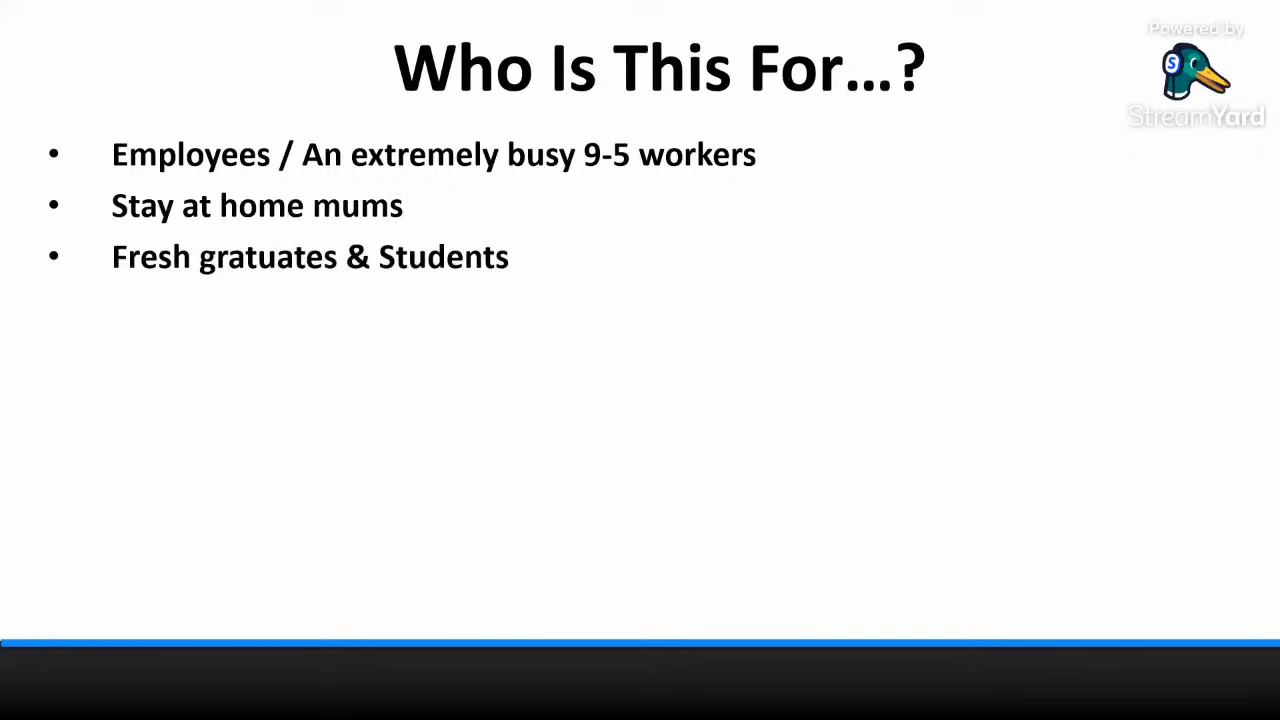 Who Is This For...?
Powered by
StreamYard
• Employees / An extremely busy 9-5 workers
• Stay at home mums
• Fresh gratuates & Students